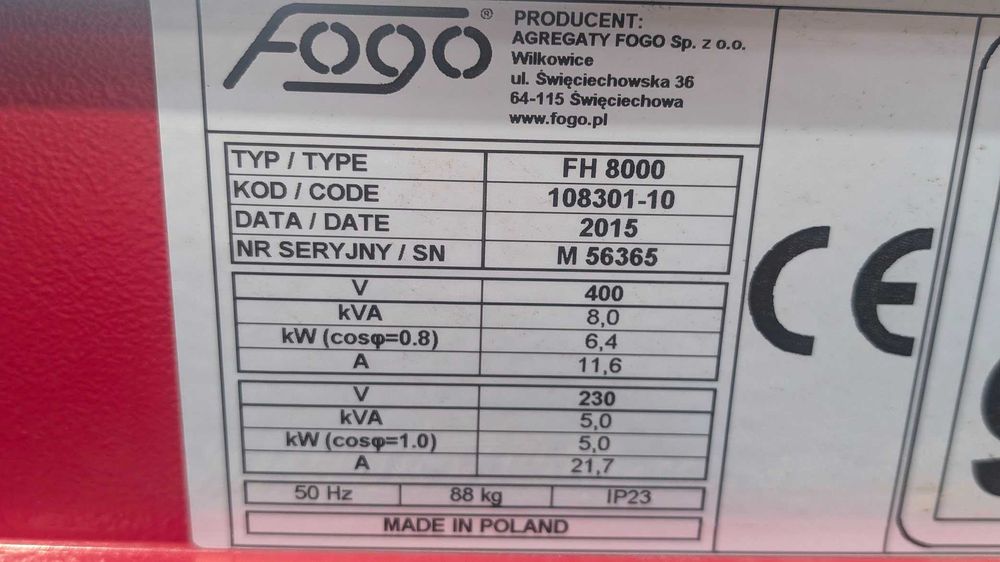 FOGO ®
PRODUCENT:
AGREGATY FOGO Sp. z o.o.
Wilkowice
ul. Święciechowska 36
64-115 Święciechowa
www.fogo.pl
TYP / TYPE FH 8000
KOD / CODE 108301-10
DATA / DATE 2015
NR SERYJNY / SN M 56365
V 400
kVA 8,0
kW (cosφ=0.8) 6,4
A 11,6
V 230
kVA 5,0
kW (cosφ=1.0) 5,0
A 21,7
50 Hz 88 kg IP23
MADE IN POLAND
CE